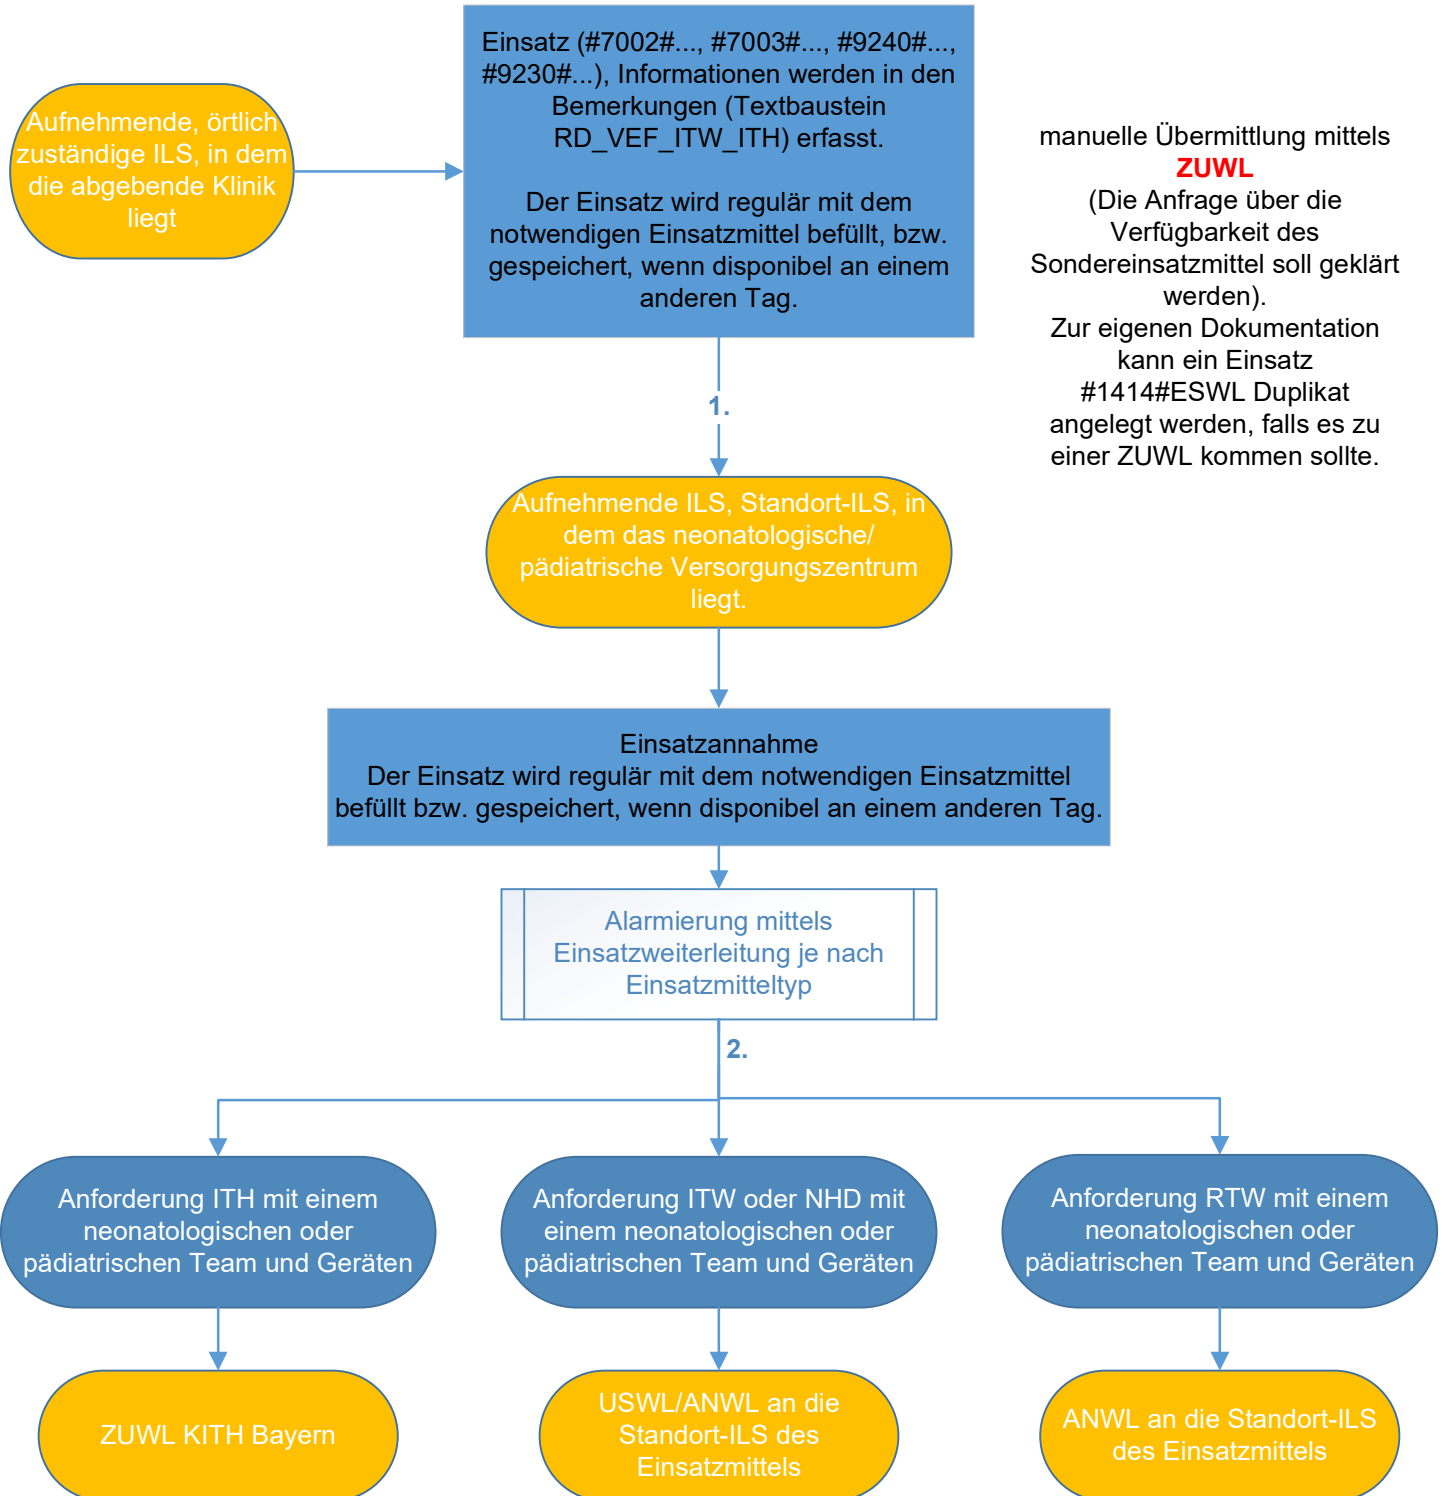 Aufnehmende, örtlich
zuständige ILS, in dem
die abgebende Klinik
liegt
Einsatz (#7002#..., #7003#..., #9240#...,
#9230#...), Informationen werden in den
Bemerkungen (Textbaustein
RD_VEF_ITW_ITH) erfasst.
Der Einsatz wird regulär mit dem
notwendigen Einsatzmittel befüllt, bzw.
gespeichert, wenn disponibel an einem
anderen Tag.
manuelle Übermittlung mittels
ZUWL
(Die Anfrage über die
Verfügbarkeit des
Sondereinsatzmittel soll geklärt
werden).
Zur eigenen Dokumentation
kann ein Einsatz
#1414#ESWL Duplikat
angelegt werden, falls es zu
einer ZUWL kommen sollte.
1.
Aufnehmende ILS, Standort-ILS, in
dem das neonatologische/
pädiatrische Versorgungszentrum
liegt.
Einsatzannahme
Der Einsatz wird regulär mit dem notwendigen Einsatzmittel
befüllt bzw. gespeichert, wenn disponibel an einem anderen Tag.
Alarmierung mittels
Einsatzweiterleitung je nach
Einsatzmitteltyp
2.
Anforderung ITH mit einem
neonatologischen oder
pädiatrischen Team und Geräten
Anforderung ITW oder NHD mit
einem neonatologischen oder
pädiatrischen Team und Geräten
Anforderung RTW mit einem
neonatologischen oder
pädiatrischen Team und Geräten
ZUWL KITH Bayern
USWL/ANWL an die
Standort-ILS des
Einsatzmittels
ANWL an die Standort-ILS
des Einsatzmittels